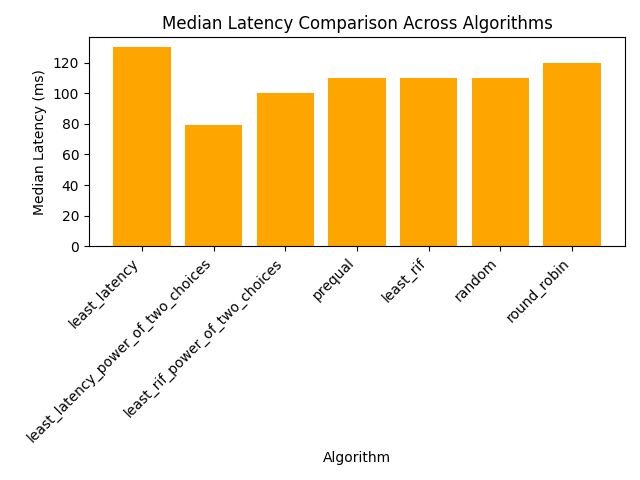 Median Latency Comparison Across Algorithms
Median Latency (ms)
120
100
80
60
40
20
0
least_latency
least_latency_power_of_two_choices
least_rif_power_of_two_choices
prequal
least_rif
random
round_robin
Algorithm